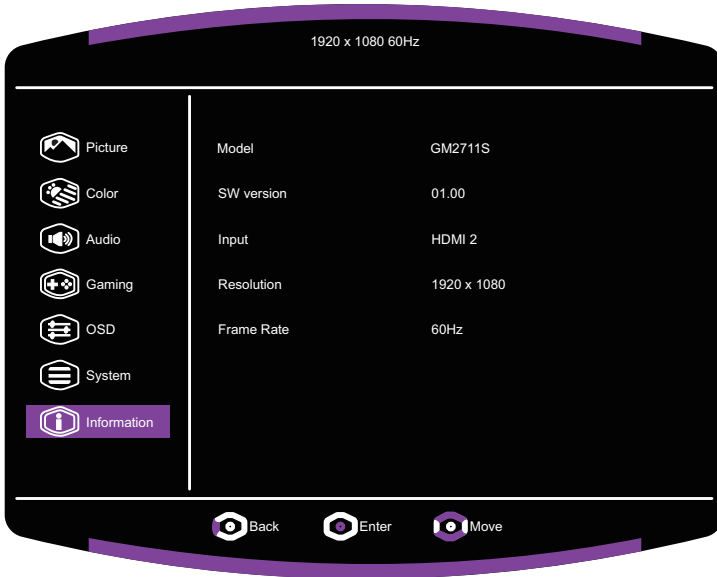 1920 x 1080 60Hz
Picture
Color
Audio
Gaming
OSD
System
Information
Model GM2711S
SW version 01.00
Input HDMI 2
Resolution 1920 x 1080
Frame Rate 60Hz
Back Enter Move